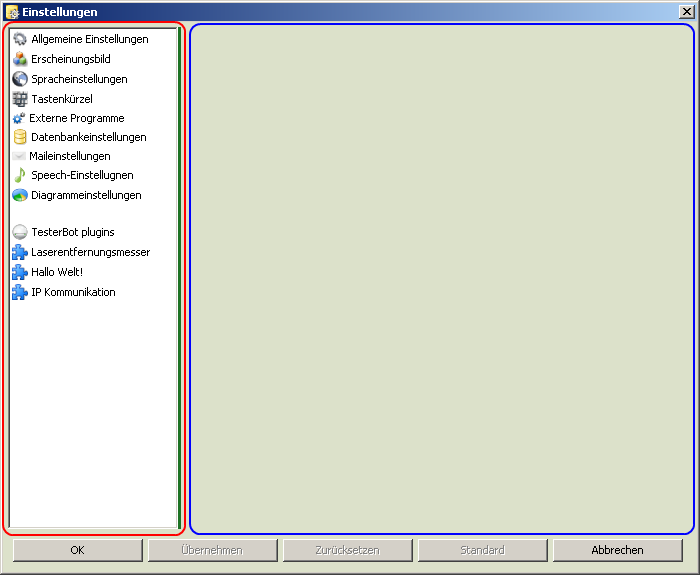 Einstellungen
Allgemeine Einstellungen
Erscheinungsbild
Spracheinstellungen
Tastenkürzel
Externe Programme
Datenbankeinstellungen
Maileinstellungen
Speech-Einstellugnen
Diagrammeinstellungen
TesterBot plugins
Laserentfernungsmesser
Hallo Welt!
IP Kommunikation
OK Übernehmen Zurücksetzen Standard Abbrechen